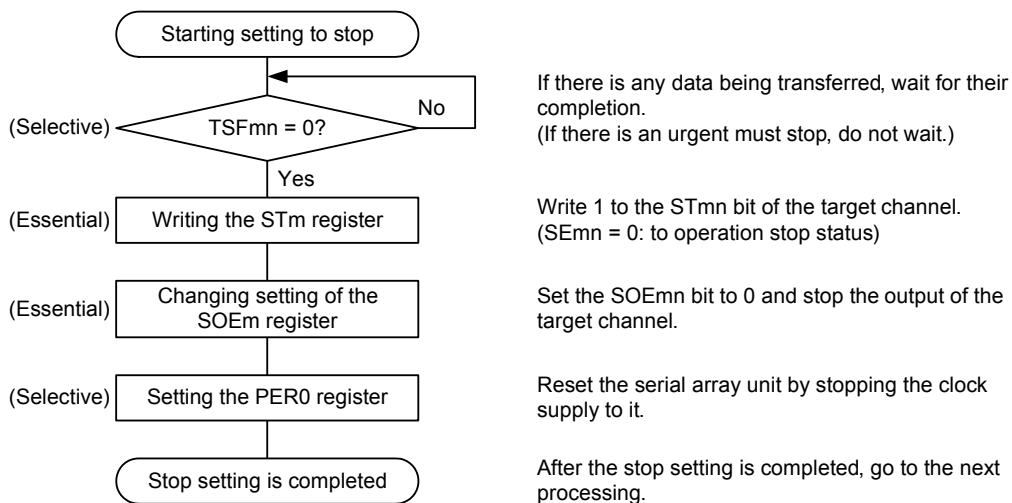 Starting setting to stop
If there is any data being transferred, wait for their
completion.
(If there is an urgent must stop, do not wait.)
No
(Selective)
TSFmn = 0?
Yes
(Essential)
Writing the STm register
Write 1 to the STmn bit of the target channel.
(SEmn = 0: to operation stop status)
(Essential)
Changing setting of the
SOEm register
Set the SOEmn bit to 0 and stop the output of the
target channel.
(Selective)
Setting the PER0 register
Reset the serial array unit by stopping the clock
supply to it.
Stop setting is completed
After the stop setting is completed, go to the next
processing.